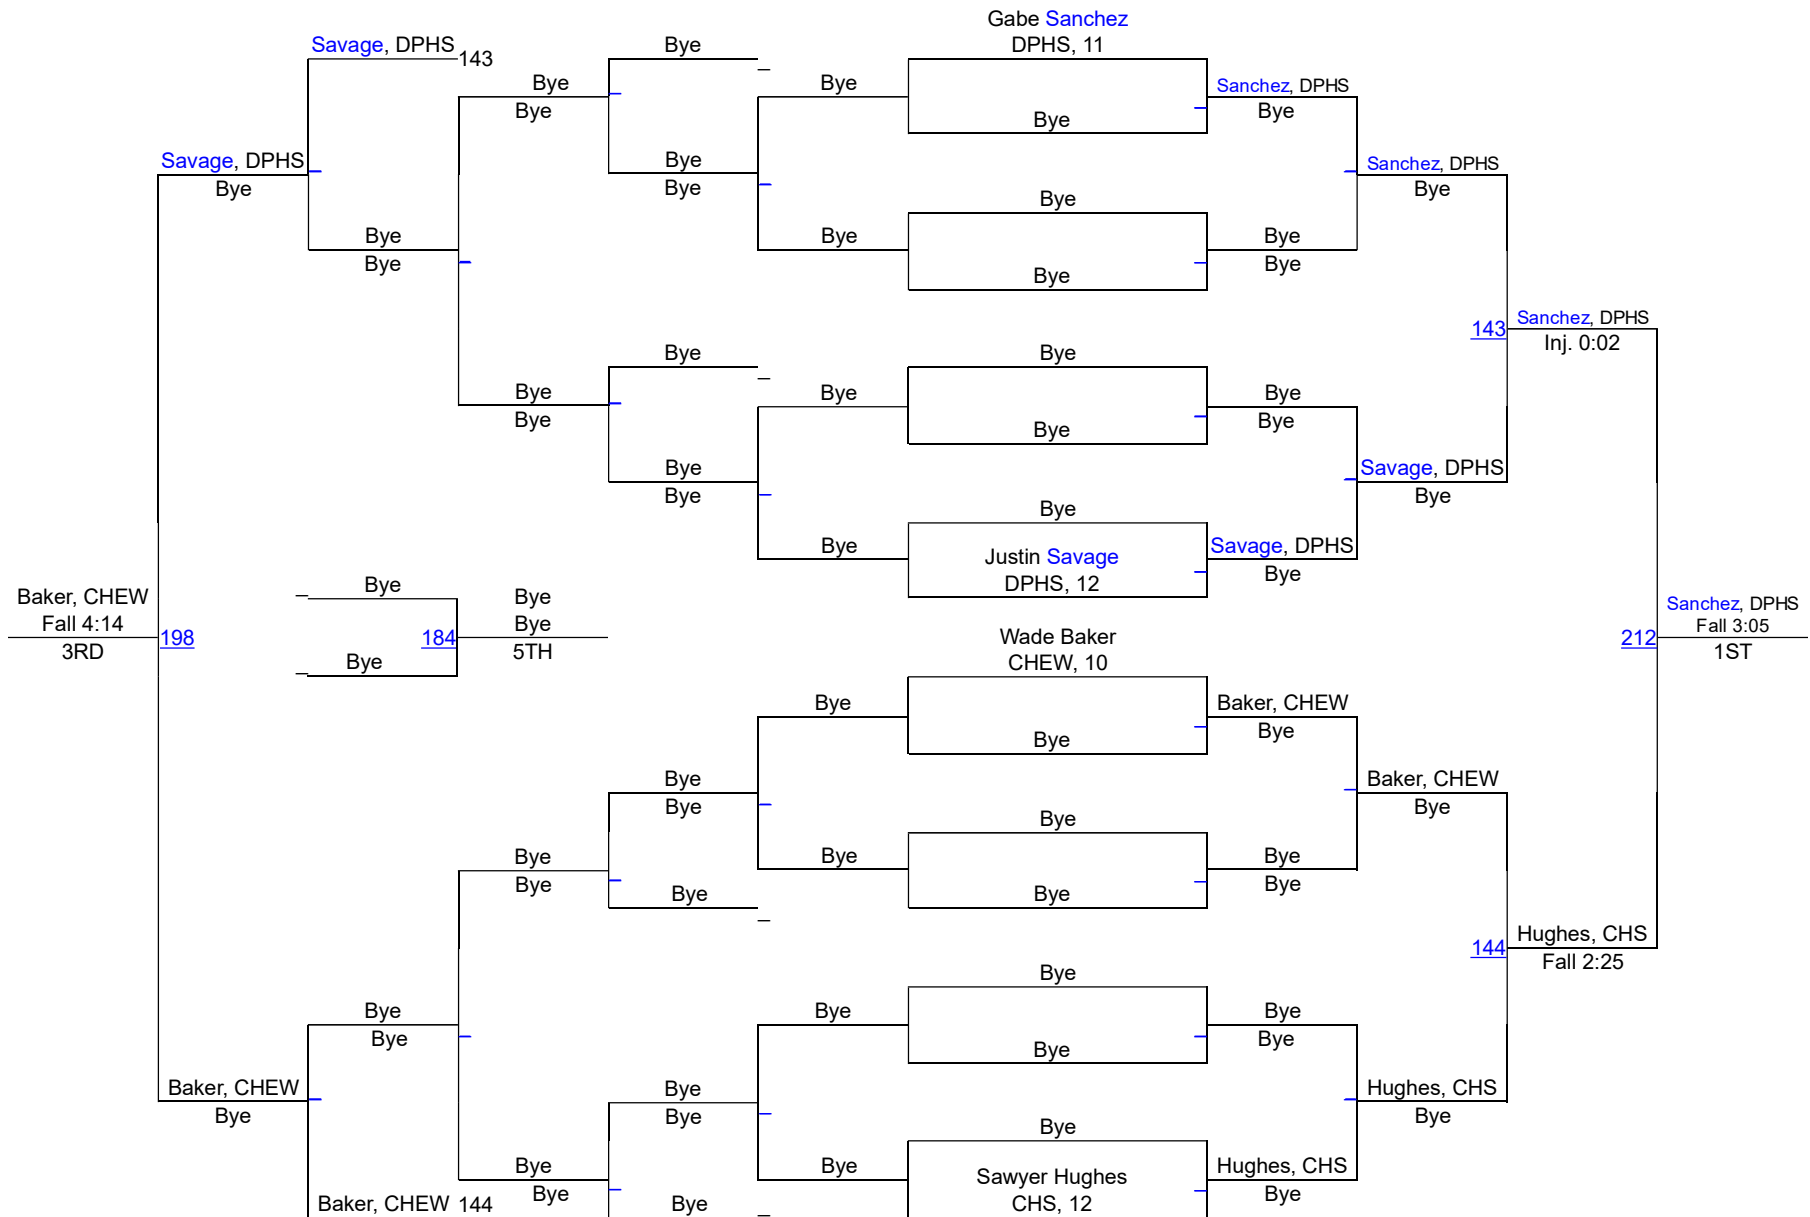 Gabe Sanchez
Savage, DPHS
Bye
DPHS, 11
143
Bye
Bye
Sanchez, DPHS
Bye
Bye
Bye
Savage, DPHS
Bye
Sanchez, DPHS
Bye
Bye
Bye
Bye
Bye
Bye
Bye
Bye
Bye
Bye
Bye
143
Sanchez, DPHS
Inj. 0:02
Bye
Bye
Bye
Bye
Bye
Bye
Bye
Bye
Bye
Bye
Savage, DPHS
Bye
Bye
Bye
Bye
Justin Savage
Savage, DPHS
DPHS, 12
Bye
Baker, CHEW
Fall 4:14
3RD
198
Bye
Bye
184
Bye
Bye
5TH
Wade Baker
CHEW, 10
212
Sanchez, DPHS
Fall 3:05
1ST
Bye
Bye
Baker, CHEW
Bye
Bye
Bye
Baker, CHEW
Bye
Bye
Bye
Bye
Bye
Bye
Bye
Bye
Bye
Bye
144
Hughes, CHS
Fall 2:25
Bye
Bye
Bye
Bye
Bye
Bye
Bye
Bye
Baker, CHEW
Bye
Bye
Bye
Hughes, CHS
Bye
Bye
Bye
Bye
Bye
Sawyer Hughes
CHS, 12
Hughes, CHS
Bye
Baker, CHEW 144
Bye